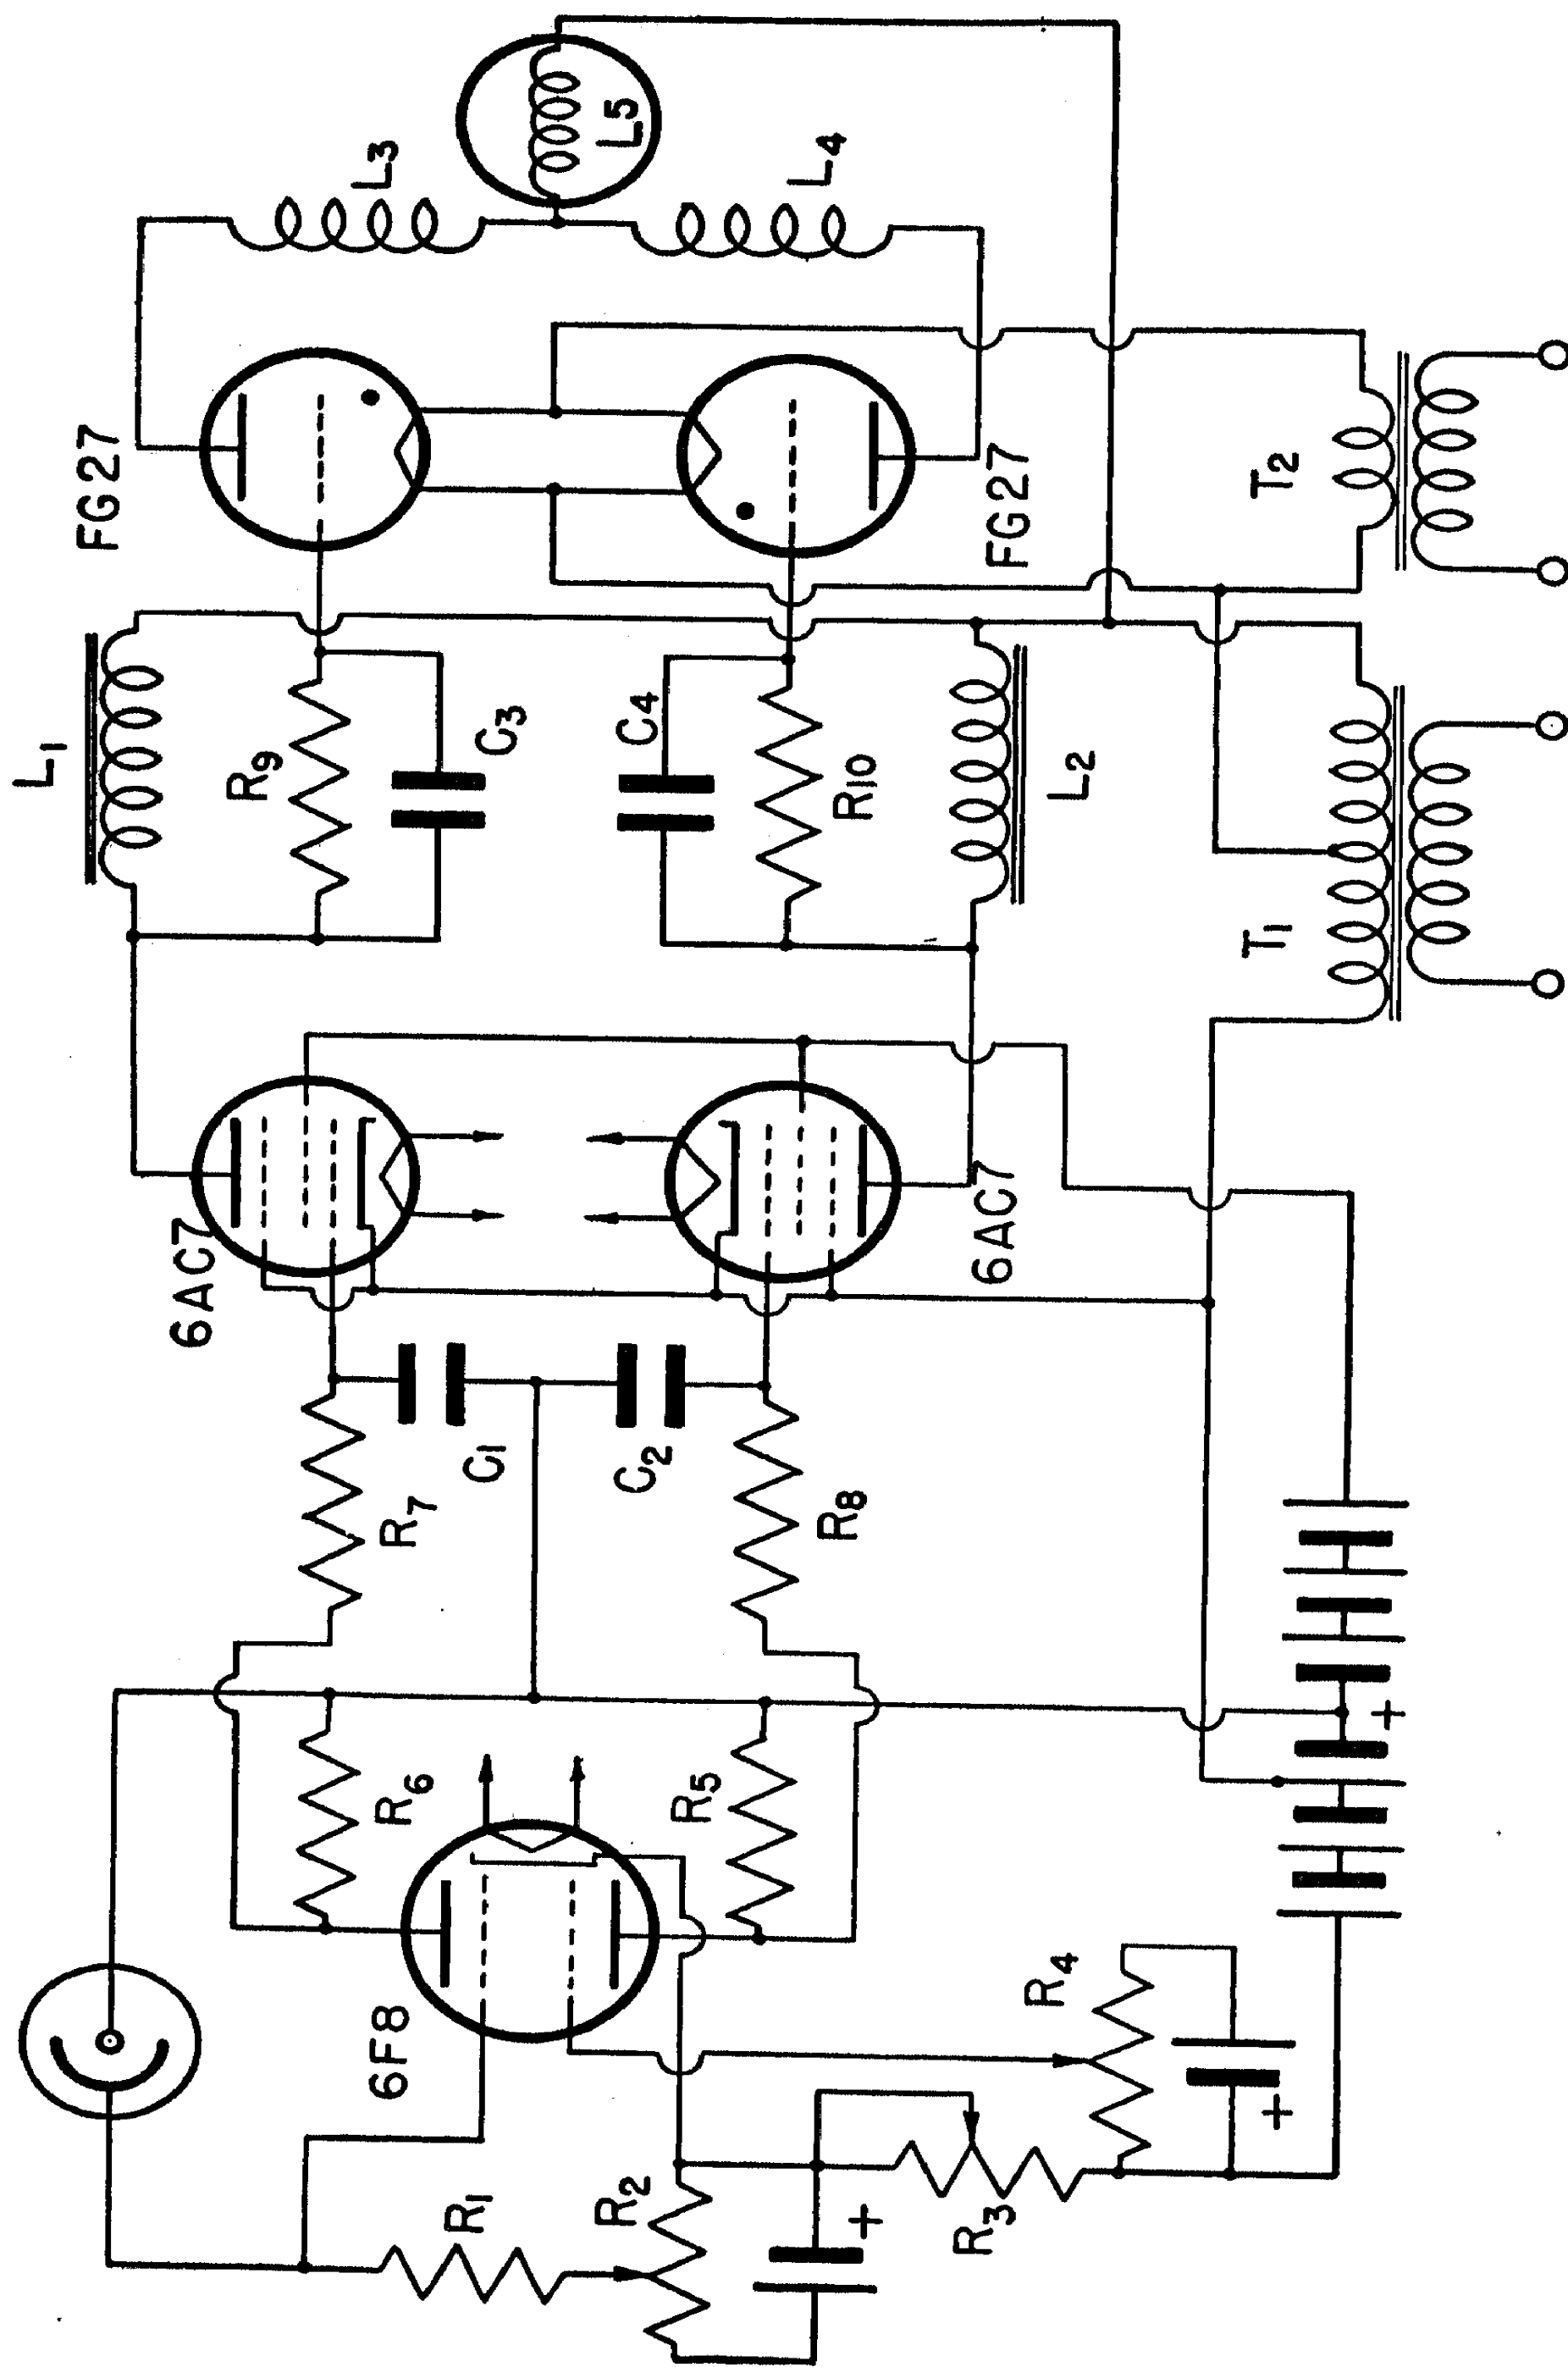 L5
L3
L4
FG27
FG27
T2
L1
R9
C3
C4
R10
L2
T1
6AC7
6AC7
C1
C2
R7
R8
+
R6
R5
6F8
R4
+
R1
R2
+
R3